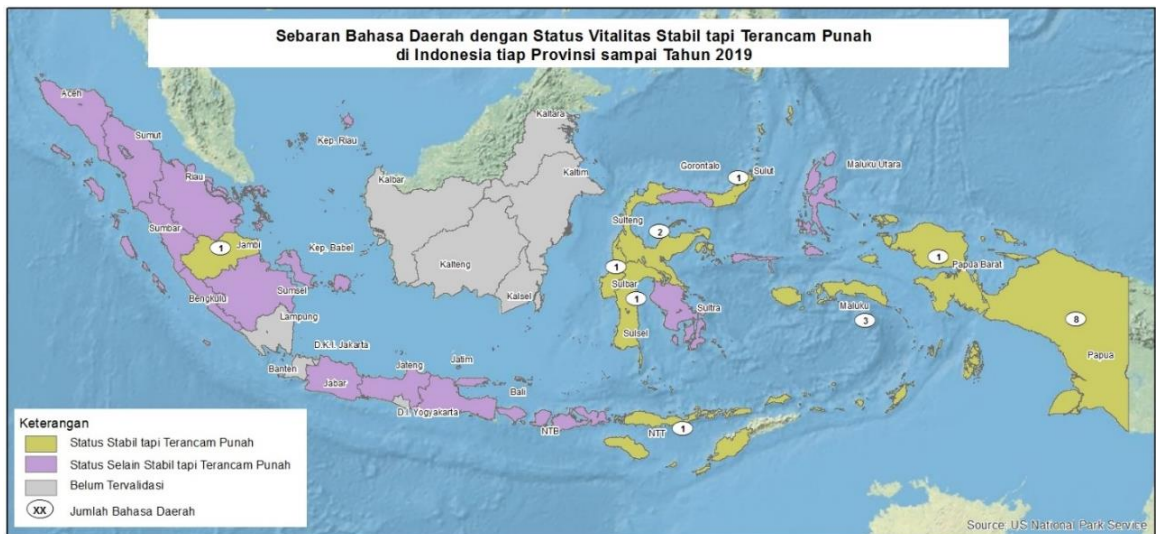 Sebaran Bahasa Daerah dengan Status Vitalitas Stabil tapi Terancam Punah
di Indonesia tiap Provinsi sampai Tahun 2019
Aceh
Sumut
Kep. Riau
Riau
Sumbar
1
Jambi
Kep. Babel
Bengkulu
Sumsel
Lampung
D.K.I. Jakarta
Banten
Jabar
Jateng
Jatim
D.I. Yogyakarta
Bali
NTB
NTT
1
Kaltara
Kalbar
Kaltim
Kalteng
Kalsel
Gorontalo
1
Sulut
Sulteng
2
1
Sulbar
1
Sultra
Sulsel
Maluku Utara
Maluku
3
1
Papua Barat
8
Papua
Keterangan
Status Stabil tapi Terancam Punah
Status Selain Stabil tapi Terancam Punah
Belum Tervalidasi
XX Jumlah Bahasa Daerah
Source: US National Park Service